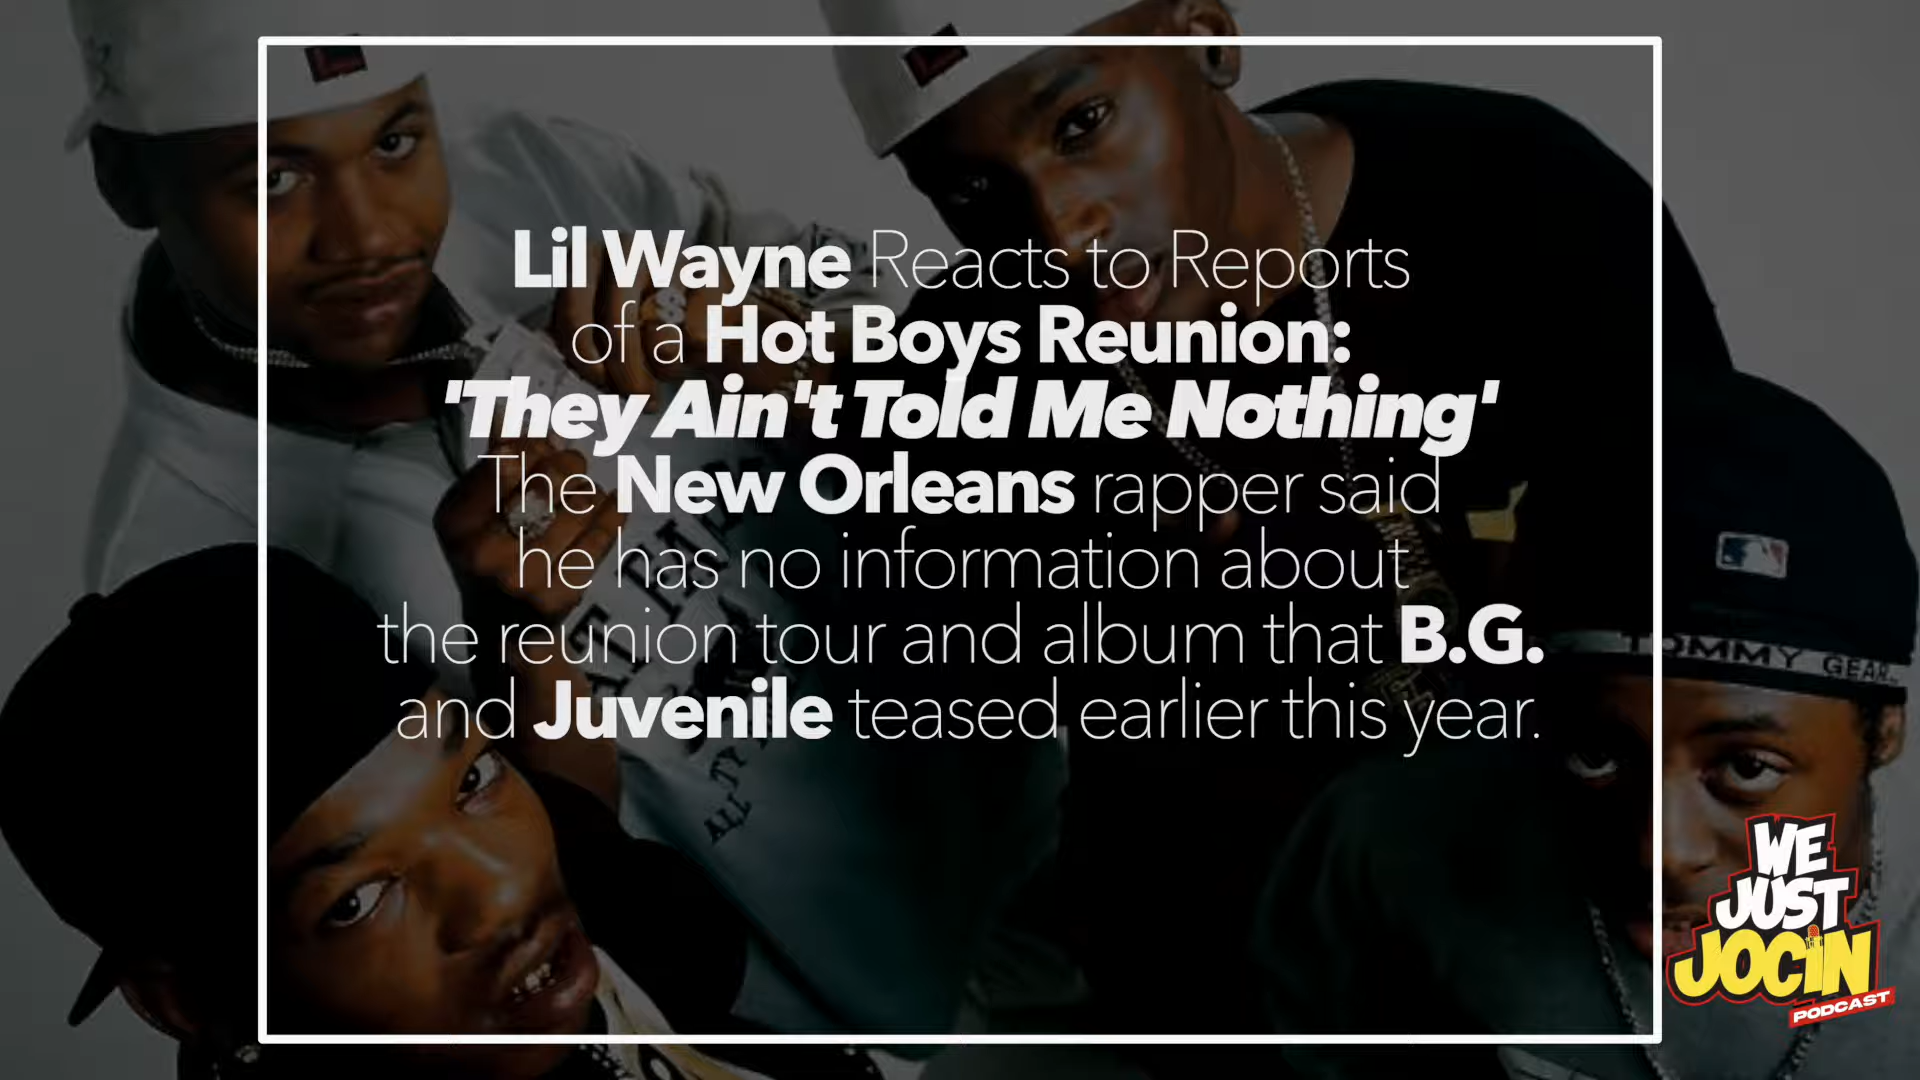 Lil Wayne Reacts to Reports
of a Hot Boys Reunion:
'They Ain't Told Me Nothing'
The New Orleans rapper said
he has no information about
the reunion tour and album that B.G.
and Juvenile teased earlier this year.
TOMMY GEAR
WE
JUST
JOCIN
PODCAST